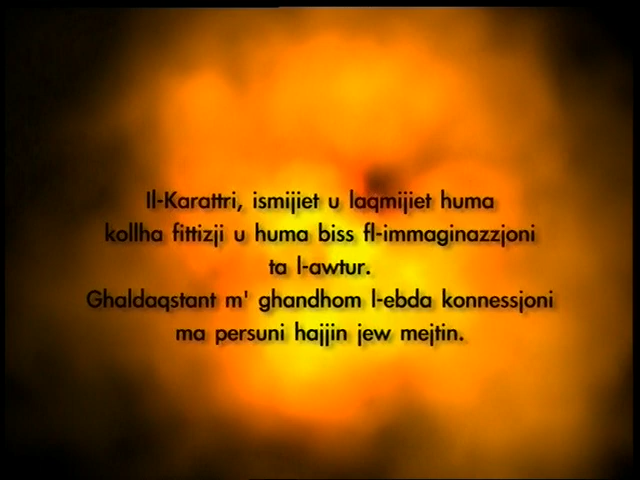 Il-Karattri, ismijiet u laqmijiet huma
kollha fittizji u huma biss fl-immaginazzjoni
ta l-awtur.
Ghaldaqstant m' ghandhom l-ebda konnessjoni
ma persuni hajjin jew mejtin.